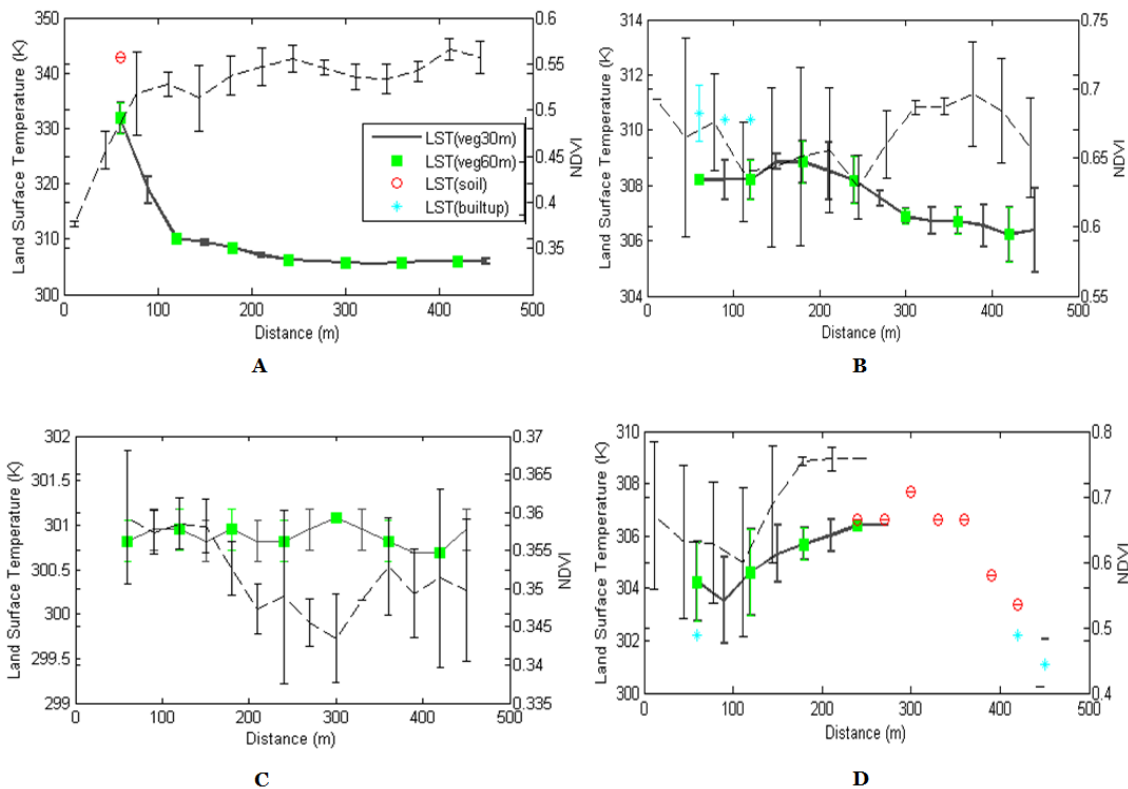 350
340
330
320
310
300
Land Surface Temperature (K)
0.6
0.55
0.5
0.45
0.4
0.35
NDVI
LST(veg30m)
LST(veg60m)
LST(soil)
LST(builtup)
0 100 200 300 400 500
Distance (m)
A
314
312
310
308
306
304
Land Surface Temperature (K)
0.75
0.7
0.65
0.6
0.55
NDVI
0 100 200 300 400 500
Distance (m)
B
302
301.5
301
300.5
300
299.5
299
Land Surface Temperature (K)
0.37
0.365
0.36
0.355
0.35
0.345
0.34
0.335
NDVI
0 100 200 300 400 500
Distance (m)
C
310
308
306
304
302
300
Land Surface Temperature (K)
0.8
0.7
0.6
0.5
0.4
NDVI
0 100 200 300 400 500
Distance (m)
D